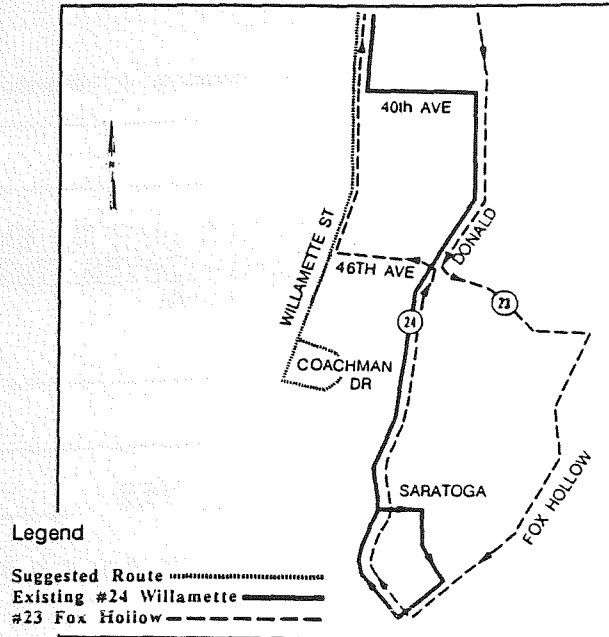 40th AVE
DONALD
WILLAMETTE ST
46TH AVE
23
24
COACHMAN
DR
SARATOGA
FOX HOLLOW
Legend
Suggested Route
Existing #24 Willamette
#23 Fox Hollow